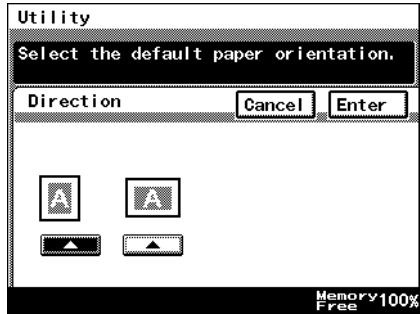 Utility
Select the default paper orientation.
Direction
Cancel
Enter
A
A
Memory
Free
100%